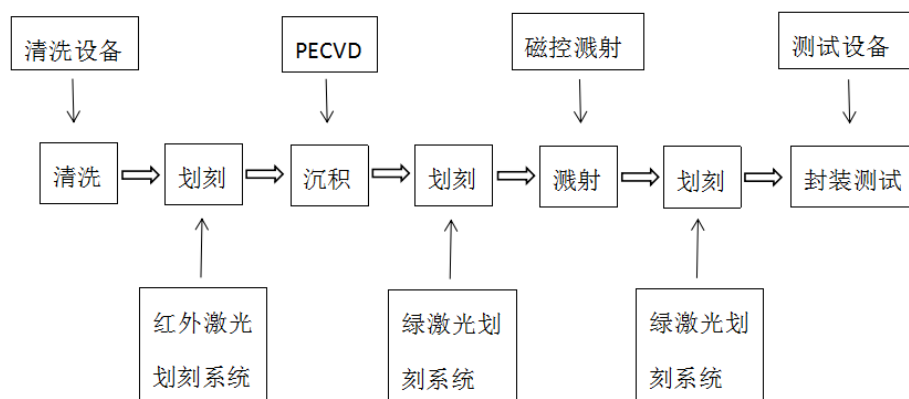 清洗设备
PECVD
磁控溅射
测试设备
清洗
划刻
沉积
划刻
溅射
划刻
封装测试
红外激光
划刻系统
绿激光划
刻系统
绿激光划
刻系统